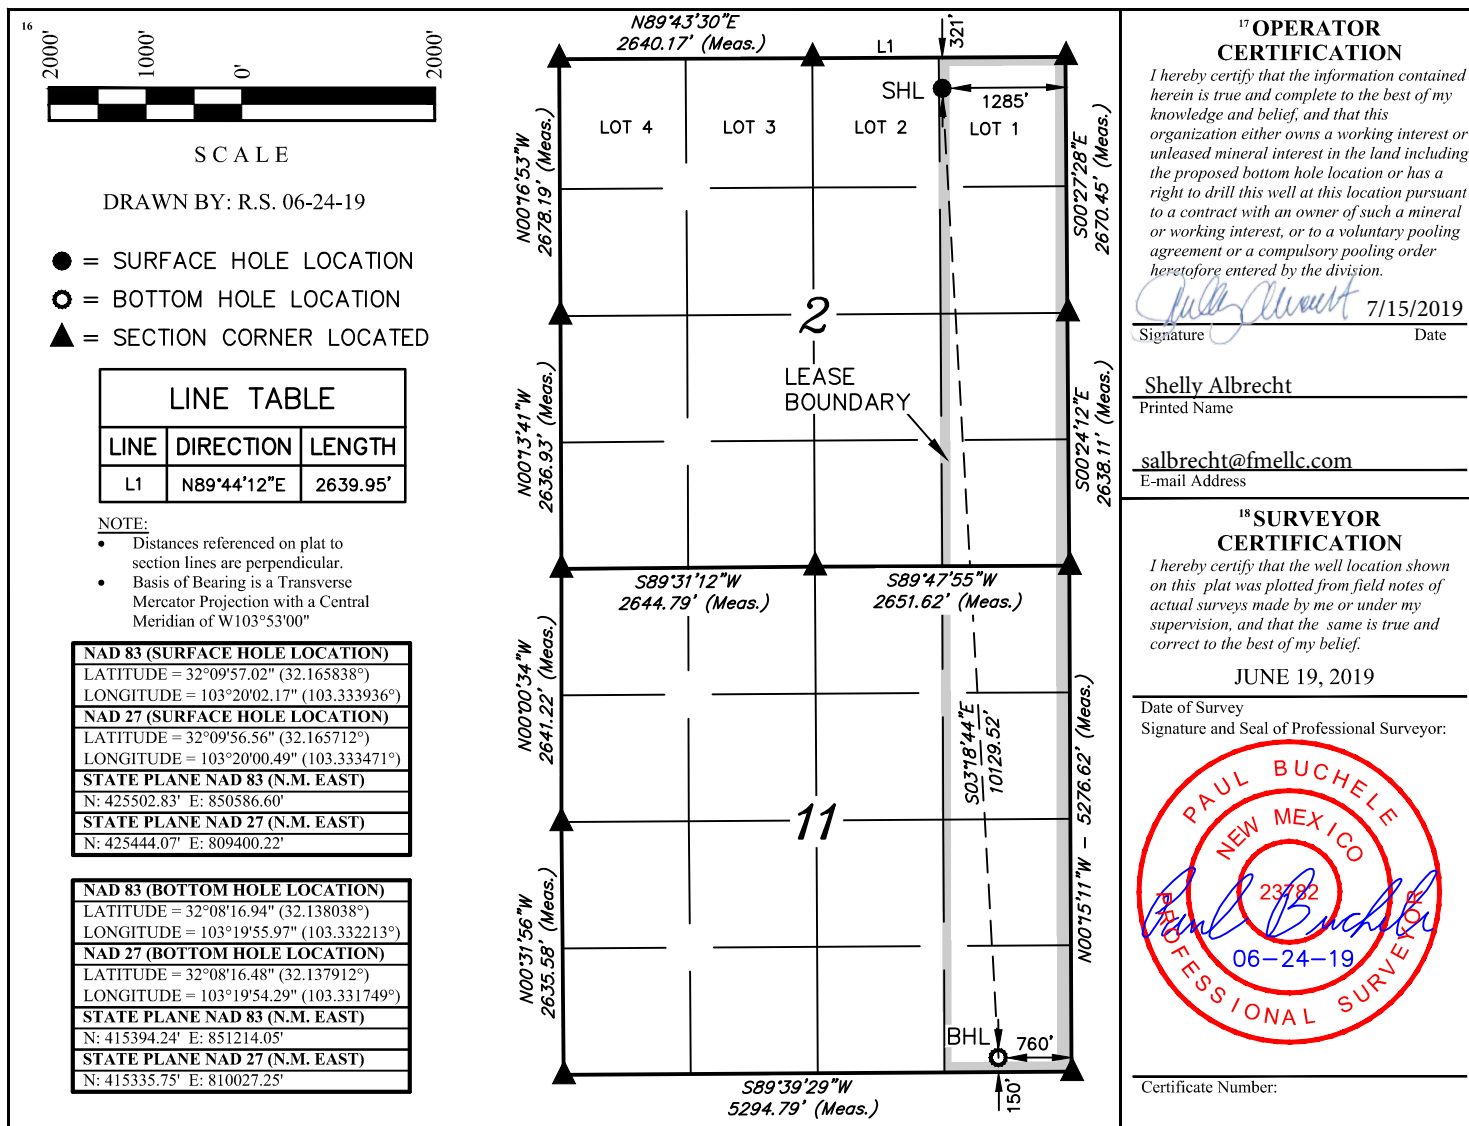 16
2000'
1000'
0'
2000'
SCALE
DRAWN BY: R.S. 06-24-19
= SURFACE HOLE LOCATION
= BOTTOM HOLE LOCATION
= SECTION CORNER LOCATED
LINE TABLE
LINE DIRECTION LENGTH
L1 N89°44'12"E 2639.95'
NOTE:
• Distances referenced on plat to
section lines are perpendicular.
• Basis of Bearing is a Transverse
Mercator Projection with a Central
Meridian of W103°53'00"
NAD 83 (SURFACE HOLE LOCATION)
LATITUDE = 32°09'57.02" (32.165838°)
LONGITUDE = 103°20'02.17" (103.333936°)
NAD 27 (SURFACE HOLE LOCATION)
LATITUDE = 32°09'56.56" (32.165712°)
LONGITUDE = 103°20'00.49" (103.333471°)
STATE PLANE NAD 83 (N.M. EAST)
N: 425502.83' E: 850586.60'
STATE PLANE NAD 27 (N.M. EAST)
N: 425444.07' E: 809400.22'
NAD 83 (BOTTOM HOLE LOCATION)
LATITUDE = 32°08'16.94" (32.138038°)
LONGITUDE = 103°19'55.97" (103.332213°)
NAD 27 (BOTTOM HOLE LOCATION)
LATITUDE = 32°08'16.48" (32.137912°)
LONGITUDE = 103°19'54.29" (103.331749°)
STATE PLANE NAD 83 (N.M. EAST)
N: 415394.24' E: 851214.05'
STATE PLANE NAD 27 (N.M. EAST)
N: 415335.75' E: 810027.25'
N89°43'30"E
2640.17' (Meas.)
L1
321'
SHL
1285'
LOT 4
LOT 3
LOT 2
LOT 1
N00°16'53"W
2678.19' (Meas.)
S00°27'28"E
2670.45' (Meas.)
2
LEASE
BOUNDARY
N00°13'41"W
2636.93' (Meas.)
S00°24'12"E
2638.11' (Meas.)
S89°31'12"W
2644.79' (Meas.)
S89°47'55"W
2651.62' (Meas.)
N00°00'34"W
2641.22' (Meas.)
S03°18'44"E
10129.52'
N00°15'11"W - 5276.62' (Meas.)
11
N00°31'56"W
2635.58' (Meas.)
BHL
760'
150'
S89°39'29"W
5294.79' (Meas.)
17 OPERATOR
CERTIFICATION
I hereby certify that the information contained
herein is true and complete to the best of my
knowledge and belief, and that this
organization either owns a working interest or
unleased mineral interest in the land including
the proposed bottom hole location or has a
right to drill this well at this location pursuant
to a contract with an owner of such a mineral
or working interest, or to a voluntary pooling
agreement or a compulsory pooling order
heretofore entered by the division.
7/15/2019
Signature Date
Shelly Albrecht
Printed Name
salbrecht@fmellc.com
E-mail Address
18 SURVEYOR
CERTIFICATION
I hereby certify that the well location shown
on this plat was plotted from field notes of
actual surveys made by me or under my
supervision, and that the same is true and
correct to the best of my belief.
JUNE 19, 2019
Date of Survey
Signature and Seal of Professional Surveyor:
PAUL BUCHELE
NEW MEXICO
23782
Paul Buchele
06-24-19
PROFESSIONAL SURVEYOR
Certificate Number: